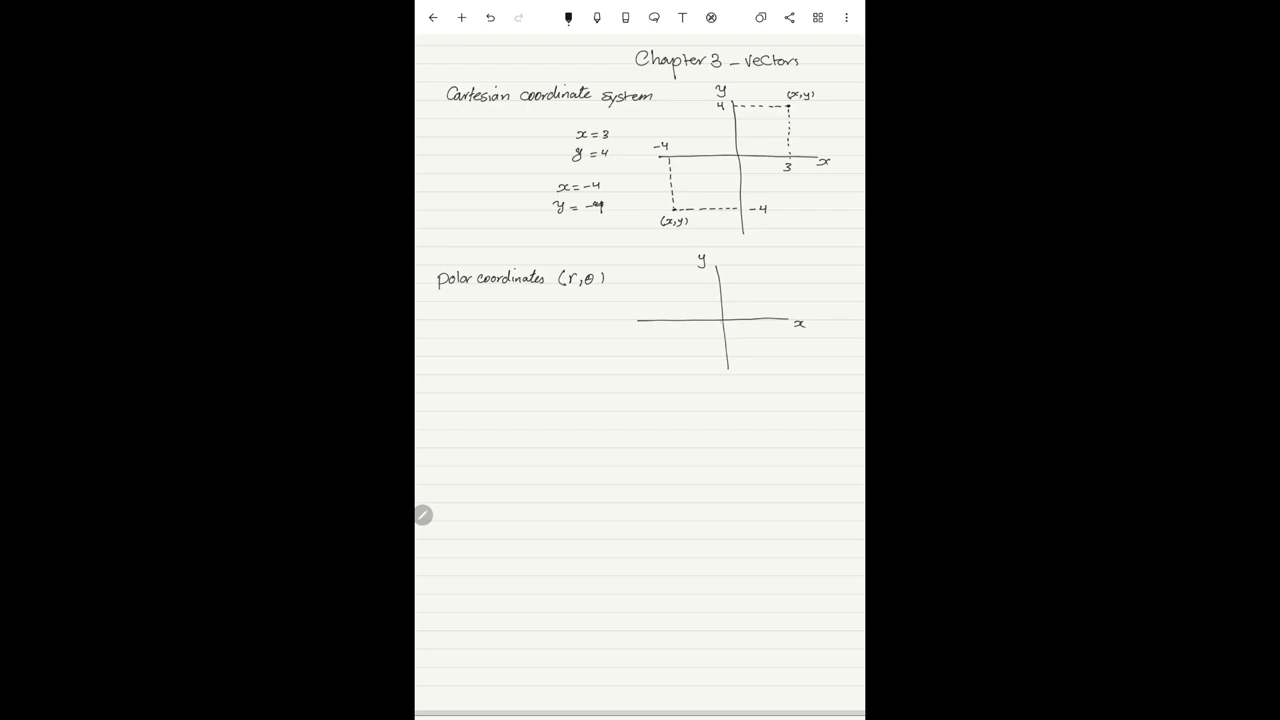 Chapter 3 - vectors
Cartesian coordinate system
y
4
(x,y)
x = 3
y = 4
-4
3
x
x = -4
y = -4
-4
(x,y)
y
polar coordinates (r,θ)
x